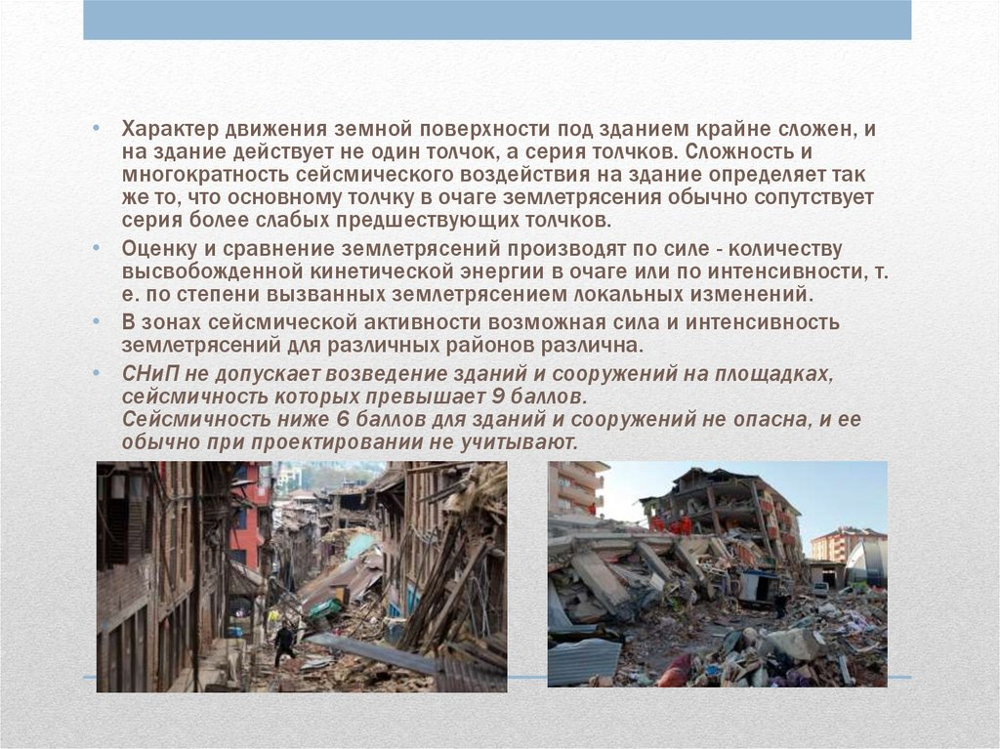 • Характер движения земной поверхности под зданием крайне сложен, и
на здание действует не один толчок, а серия толчков. Сложность и
многократность сейсмического воздействия на здание определяет так
же то, что основному толчку в очаге землетрясения обычно сопутствует
серия более слабых предшествующих толчков.
• Оценку и сравнение землетрясений производят по силе - количеству
высвобожденной кинетической энергии в очаге или по интенсивности, т.
е. по степени вызванных землетрясением локальных изменений.
• В зонах сейсмической активности возможная сила и интенсивность
землетрясений для различных районов различна.
• СНиП не допускает возведение зданий и сооружений на площадках,
сейсмичность которых превышает 9 баллов.
Сейсмичность ниже 6 баллов для зданий и сооружений не опасна, и ее
обычно при проектировании не учитывают.